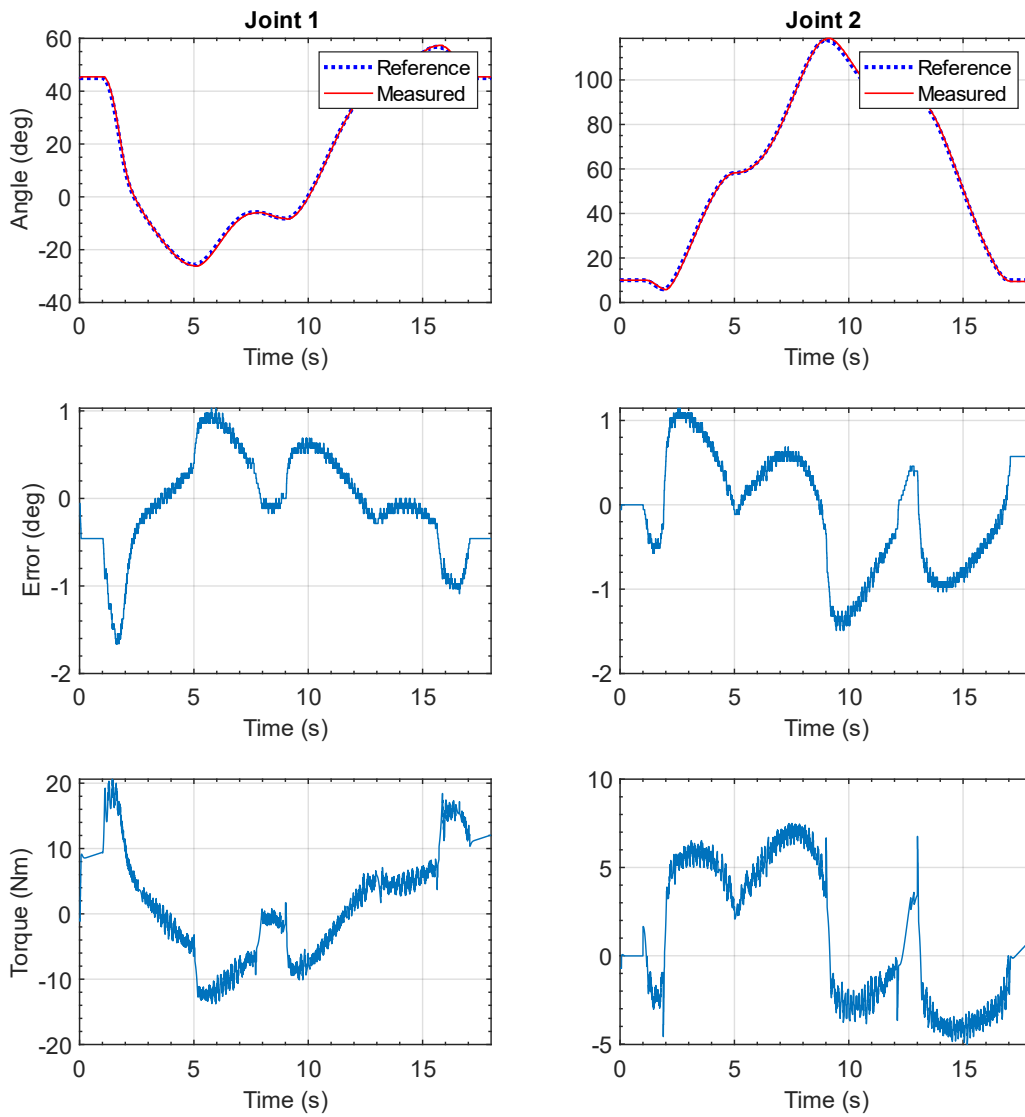 Joint 1
Angle (deg)
60
40
20
0
-20
-40
Reference
Measured
0 5 10 15
Time (s)
Joint 2
100
80
60
40
20
0
Reference
Measured
0 5 10 15
Time (s)
Error (deg)
1
0
-1
-2
0 5 10 15
Time (s)
1
0
-1
-2
0 5 10 15
Time (s)
Torque (Nm)
20
10
0
-10
-20
0 5 10 15
Time (s)
10
5
0
-5
0 5 10 15
Time (s)